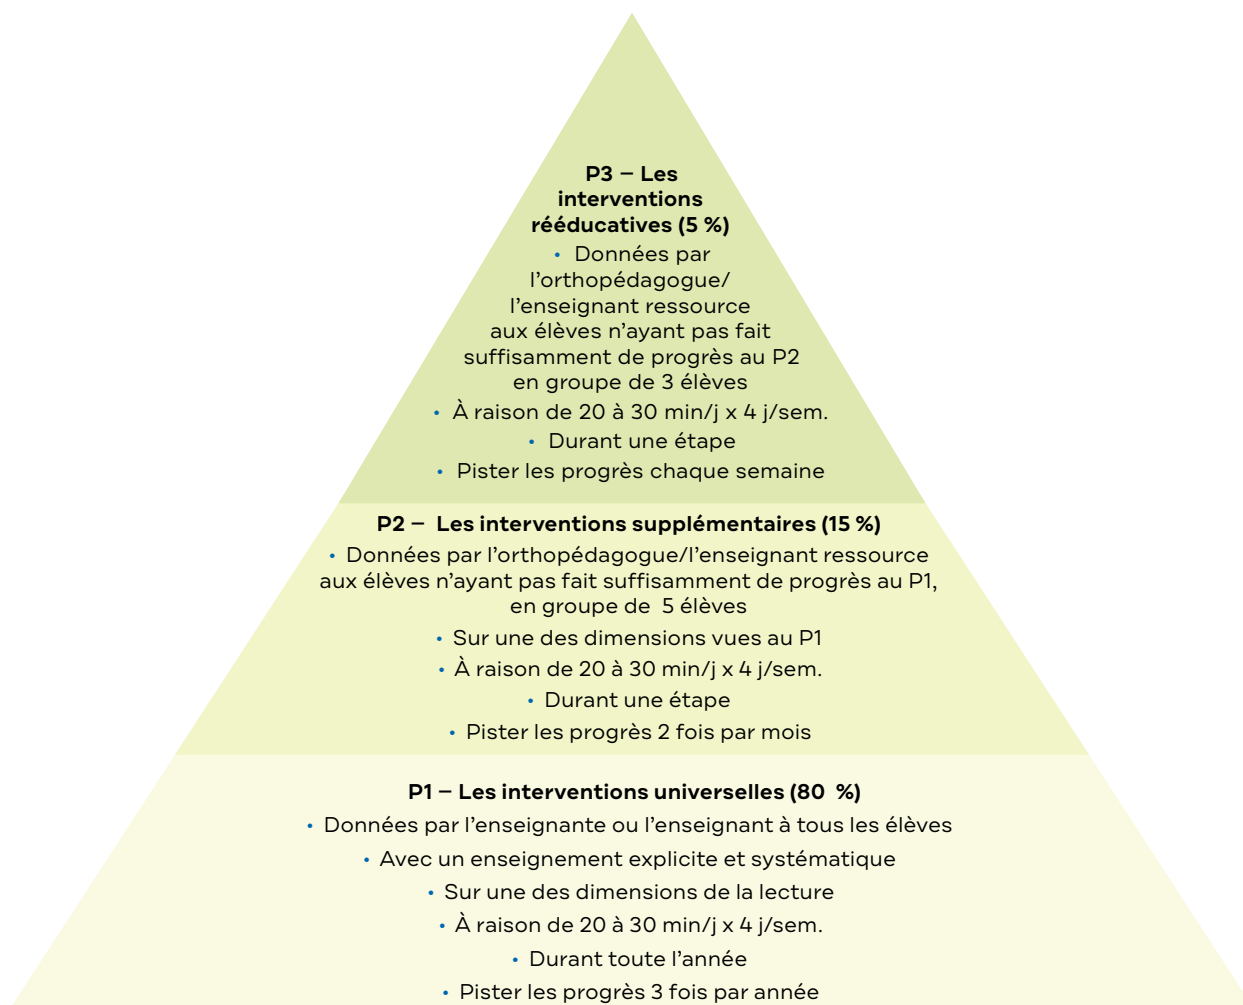 P3 – Les
interventions
rééducatives (5 %)
• Données par
l'orthopédagogue/
l'enseignant ressource
aux élèves n'ayant pas fait
suffisamment de progrès au P2
en groupe de 3 élèves
• À raison de 20 à 30 min/j x 4 j/sem.
• Durant une étape
• Pister les progrès chaque semaine
P2 – Les interventions supplémentaires (15 %)
• Données par l'orthopédagogue/l'enseignant ressource
aux élèves n'ayant pas fait suffisamment de progrès au P1,
en groupe de 5 élèves
• Sur une des dimensions vues au P1
• À raison de 20 à 30 min/j x 4 j/sem.
• Durant une étape
• Pister les progrès 2 fois par mois
P1 – Les interventions universelles (80 %)
• Données par l'enseignante ou l'enseignant à tous les élèves
• Avec un enseignement explicite et systématique
• Sur une des dimensions de la lecture
• À raison de 20 à 30 min/j x 4 j/sem.
• Durant toute l'année
• Pister les progrès 3 fois par année